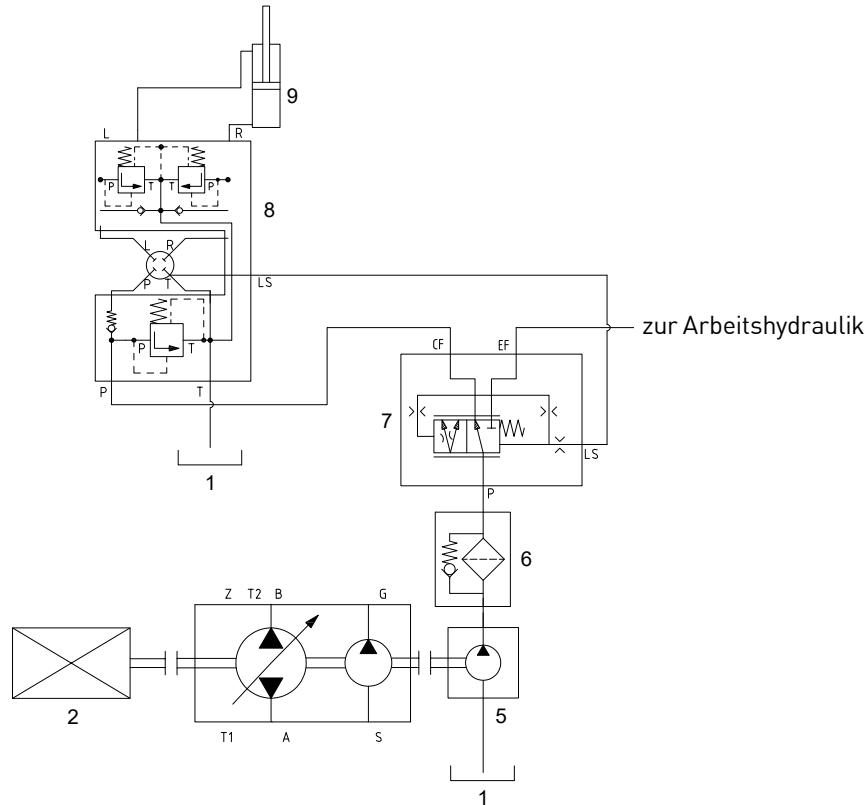 9
L R
P T T P
8
L R
P T
LS
zur Arbeitshydraulik
CF EF
P T
P T
7
1
LS
P
6
Z T2 B G
2
5
T1 A S
1